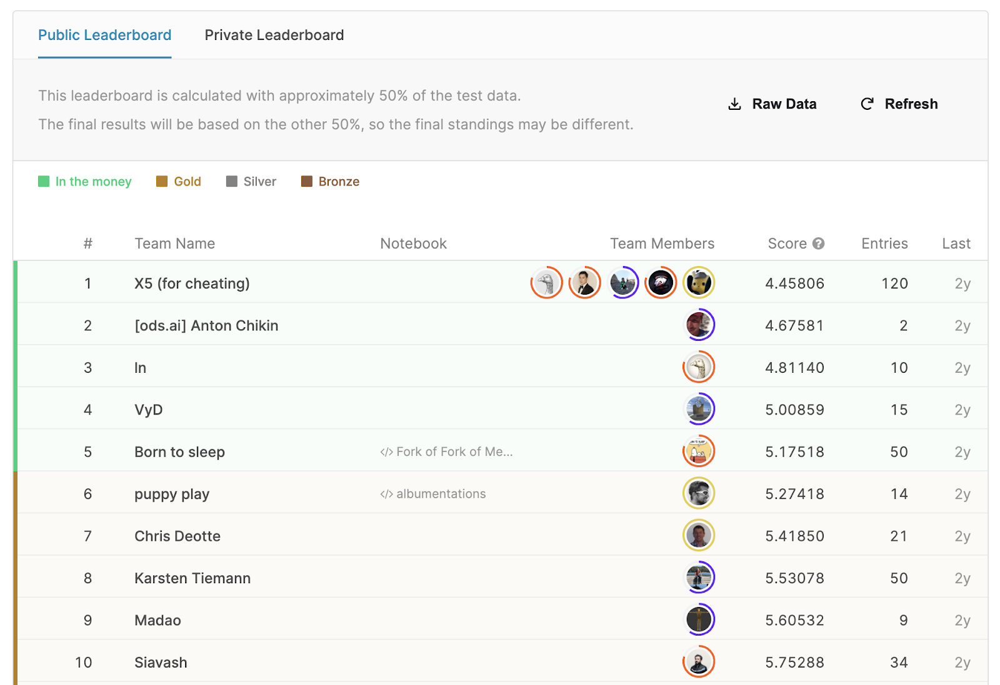 Public Leaderboard Private Leaderboard
This leaderboard is calculated with approximately 50% of the test data.
The final results will be based on the other 50%, so the final standings may be different.
Raw Data Refresh
In the money Gold Silver Bronze
# Team Name Notebook Team Members Score ? Entries Last
1 X5 (for cheating) 4.45806 120 2y
2 [ods.ai] Anton Chikin 4.67581 2 2y
3 In 4.81140 10 2y
4 VyD 5.00859 15 2y
5 Born to sleep </> Fork of Fork of Me... 5.17518 50 2y
6 puppy play </> albumentations 5.27418 14 2y
7 Chris Deotte 5.41850 21 2y
8 Karsten Tiemann 5.53078 50 2y
9 Madao 5.60532 9 2y
10 Siavash 5.75288 34 2y